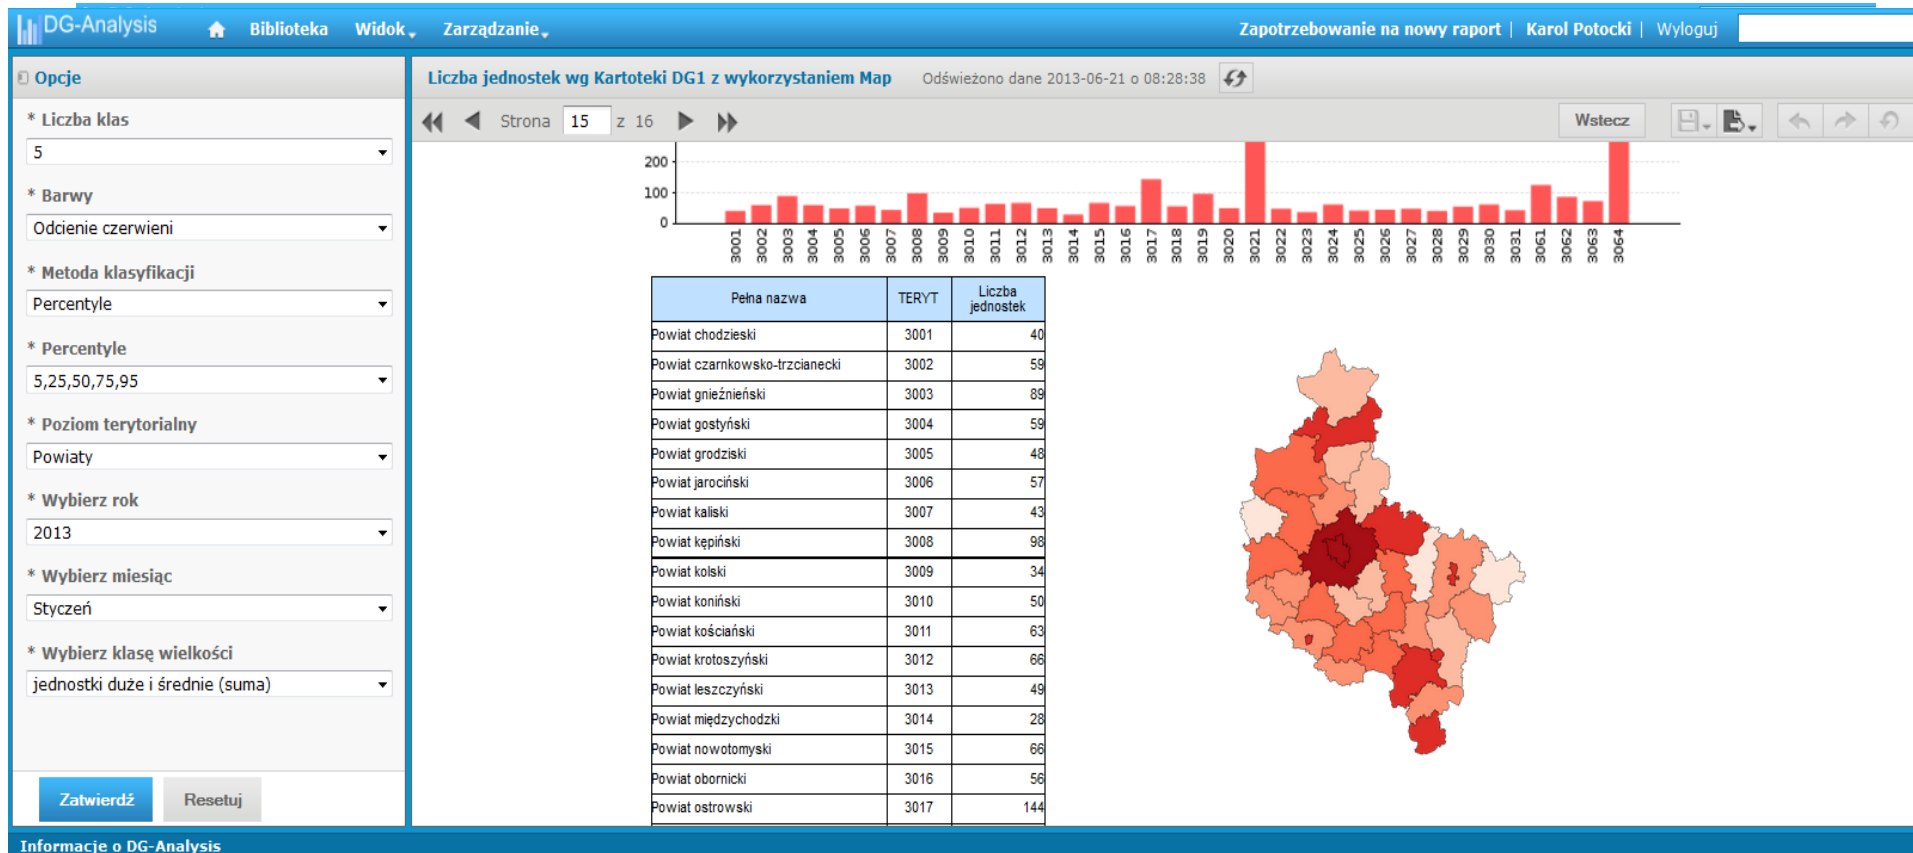 DG-Analysis Biblioteka Widok Zarządzanie Zapotrzebowanie na nowy raport | Karol Potocki | Wyloguj
Opcje
* Liczba klas
5
* Barwy
Odcienie czerwieni
* Metoda klasyfikacji
Percentyle
* Percentyle
5,25,50,75,95
* Poziom terytorialny
Powiaty
* Wybierz rok
2013
* Wybierz miesiąc
Styczeń
* Wybierz klasę wielkości
jednostki duże i średnie (suma)
Zatwierdź Resetuj
Liczba jednostek wg Kartoteki DG1 z wykorzystaniem Map Odświeżono dane 2013-06-21 o 08:28:38
Strona 15 z 16 Wstecz
200
100
0
3001 3002 3003 3004 3005 3006 3007 3008 3009 3010 3011 3012 3013 3014 3015 3016 3017 3018 3019 3020 3021 3022 3023 3024 3025 3026 3027 3028 3029 3030 3031 3061 3062 3063 3064
Pełna nazwa TERYT Liczba jednostek
Powiat chodzieski 3001 40
Powiat czarnkowsko-trzcianecki 3002 59
Powiat gnieźnieński 3003 89
Powiat gostyński 3004 59
Powiat grodziski 3005 48
Powiat jarociński 3006 57
Powiat kaliski 3007 43
Powiat kępiński 3008 98
Powiat kolski 3009 34
Powiat koniński 3010 50
Powiat kościański 3011 63
Powiat krotoszyński 3012 66
Powiat leszczyński 3013 49
Powiat międzychodzki 3014 28
Powiat nowotomyski 3015 66
Powiat obornicki 3016 56
Powiat ostrowski 3017 144
Informacje o DG-Analysis